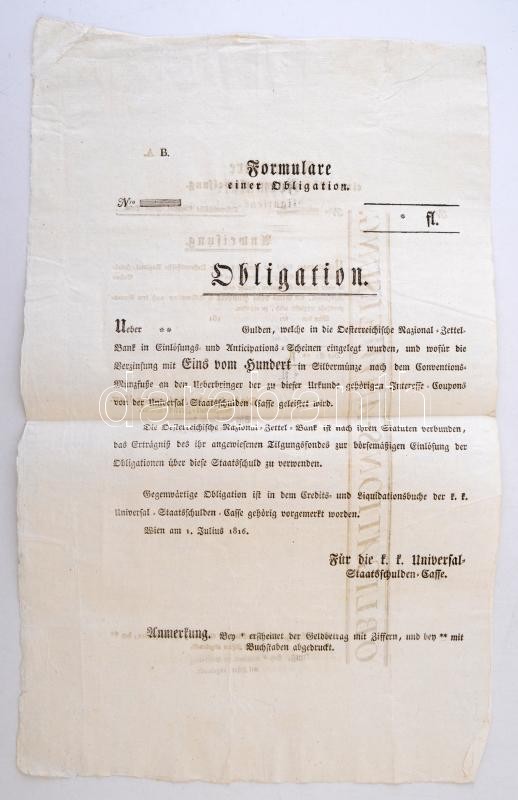 A. B.
Formulare
einer Obligation.
Nro
* fl.
Obligation.
Ueber ** Gulden, welche in die Oesterreichische Nazional-Zettel-
Bank in Einlösungs- und Anticipations-Scheinen eingelegt wurden, und wofür die
Verzinsung mit Eins vom Hundert in Silbermünze nach dem Conventions-
Münzfuße an den Ueberbringer der zu dieser Urkunde gehörigen Interesse-Coupons
von der Universal-Staatsschulden-Casse geleistet wird.
darabanth
Die Oesterreichische Nazional-Zettel-Bank ist nach ihren Statuten verbunden,
das Erträgniß des ihr angewiesenen Tilgungsfondes zur börsemäßigen Einlösung der
Obligationen über diese Staatsschuld zu verwenden.
Gegenwärtige Obligation ist in dem Credits- und Liquidationsbuche der k. k.
Universal-Staatsschulden-Casse gehörig vorgemerkt worden.
Wien am 1. Julius 1816.
Für die k. k. Universal-
Staatsschulden-Casse.
Anmerkung. Bey * erscheinet der Geldbetrag mit Ziffern, und bey ** mit
Buchstaben abgedruckt.